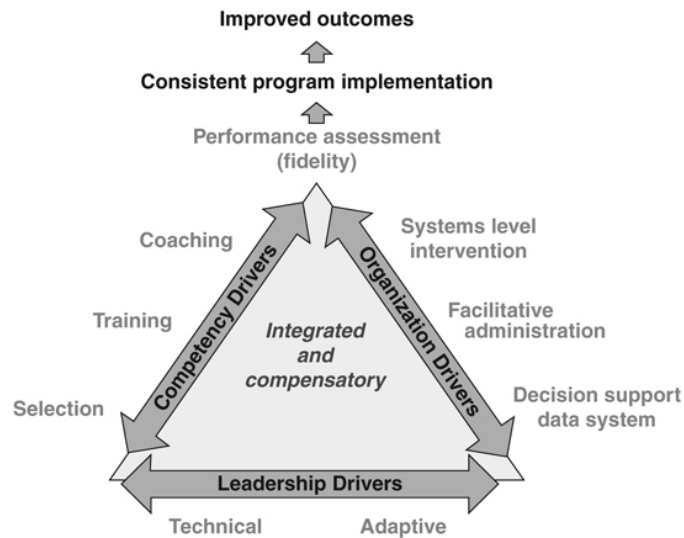 Improved outcomes
Consistent program implementation
Performance assessment
(fidelity)
Coaching
Systems level
intervention
Competency Drivers
Organization Drivers
Training
Facilitative
administration
Integrated
and
compensatory
Selection
Decision support
data system
Leadership Drivers
Technical
Adaptive